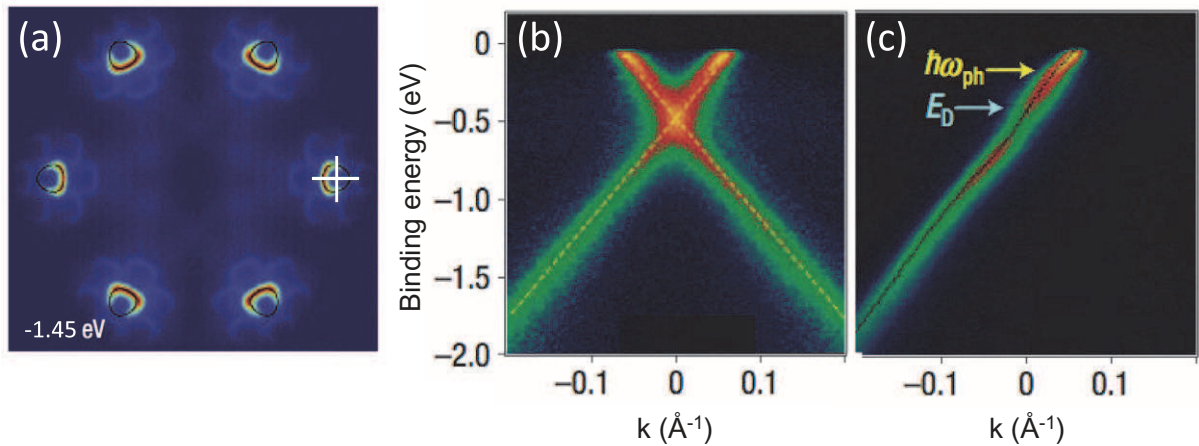 (a)
-1.45 eV
(b)
Binding energy (eV)
0
−0.5
−1.0
−1.5
−2.0
−0.1 0 0.1
k (Å⁻¹)
(c)
ħω_ph
E_D
−0.1 0 0.1
k (Å⁻¹)